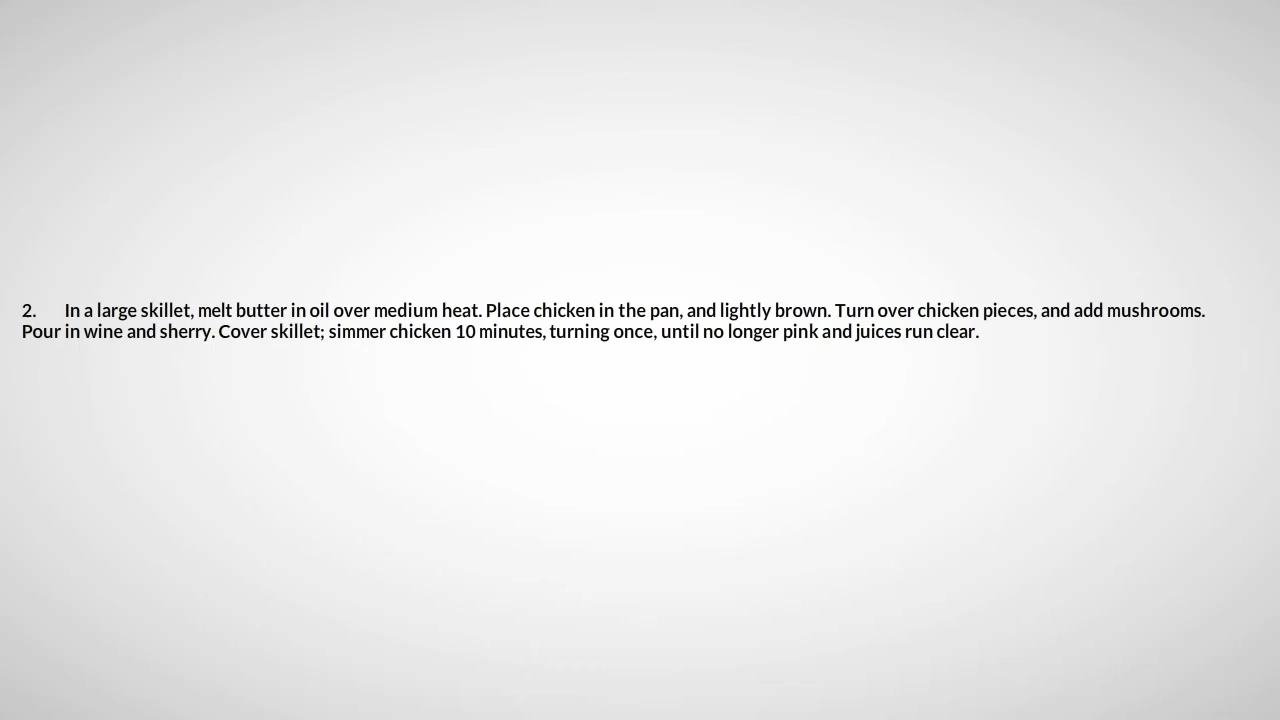 2. In a large skillet, melt butter in oil over medium heat. Place chicken in the pan, and lightly brown. Turn over chicken pieces, and add mushrooms.
Pour in wine and sherry. Cover skillet; simmer chicken 10 minutes, turning once, until no longer pink and juices run clear.